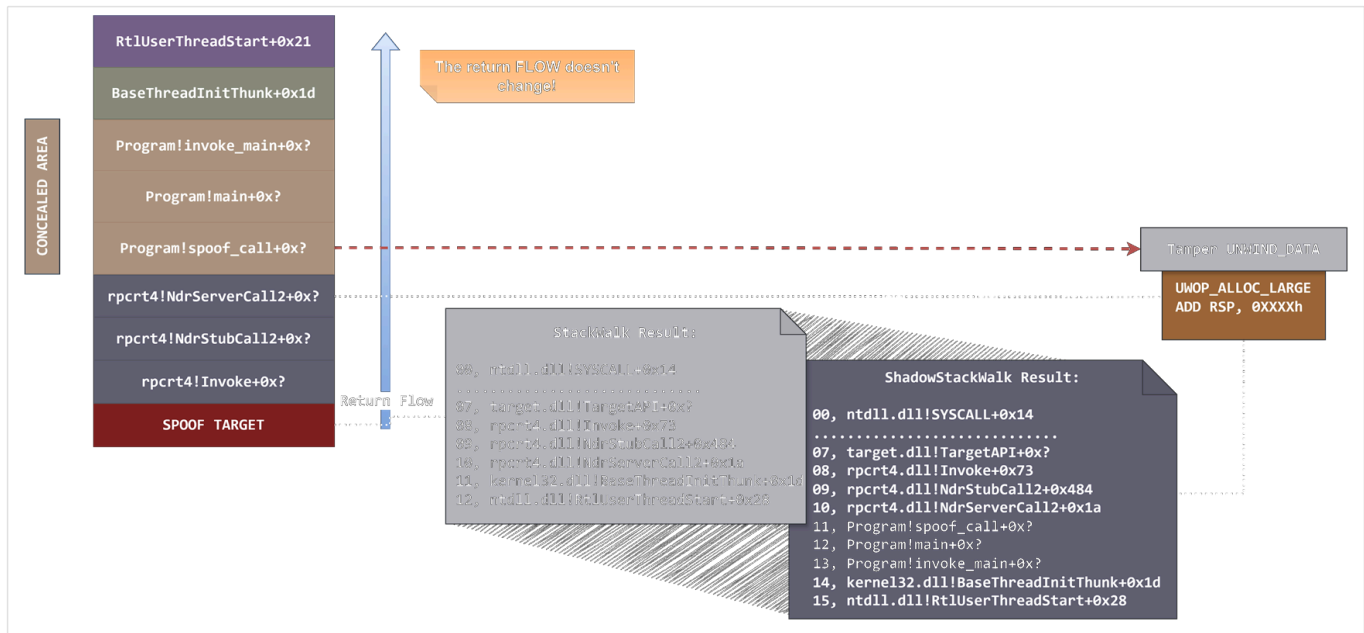 RtlUserThreadStart+0x21
BaseThreadInitThunk+0x1d
CONCEALED AREA
Program!invoke_main+0x?
Program!main+0x?
Program!spoof_call+0x?
rpcrt4!NdrServerCall2+0x?
rpcrt4!NdrStubCall2+0x?
rpcrt4!Invoke+0x?
SPOOF TARGET
The return FLOW doesn't
change!
Return Flow
Tamper UNWIND_DATA
UWOP_ALLOC_LARGE
ADD RSP, 0XXXXh
StackWalk Result:
00, ntdll.dll!SYSCALL+0x14
.............................
07, target.dll!TargetAPI+0x?
08, rpcrt4.dll!Invoke+0x73
09, rpcrt4.dll!NdrStubCall2+0x484
10, rpcrt4.dll!NdrServerCall2+0x1a
11, kernel32.dll!BaseThreadInitThunk+0x1d
12, ntdll.dll!RtlUserThreadStart+0x28
ShadowStackWalk Result:
00, ntdll.dll!SYSCALL+0x14
.............................
07, target.dll!TargetAPI+0x?
08, rpcrt4.dll!Invoke+0x73
09, rpcrt4.dll!NdrStubCall2+0x484
10, rpcrt4.dll!NdrServerCall2+0x1a
11, Program!spoof_call+0x?
12, Program!main+0x?
13, Program!invoke_main+0x?
14, kernel32.dll!BaseThreadInitThunk+0x1d
15, ntdll.dll!RtlUserThreadStart+0x28